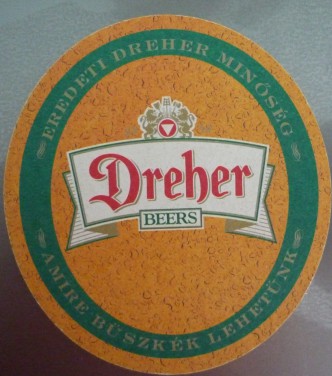 EREDETI DREHER MINŐSÉG
Dreher
BEERS
AMIRE BÜSZKÉK LEHETÜNK